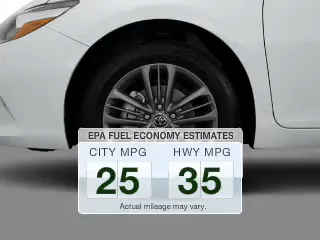 EPA FUEL ECONOMY ESTIMATES
CITY MPG HWY MPG
25 35
Actual mileage may vary.